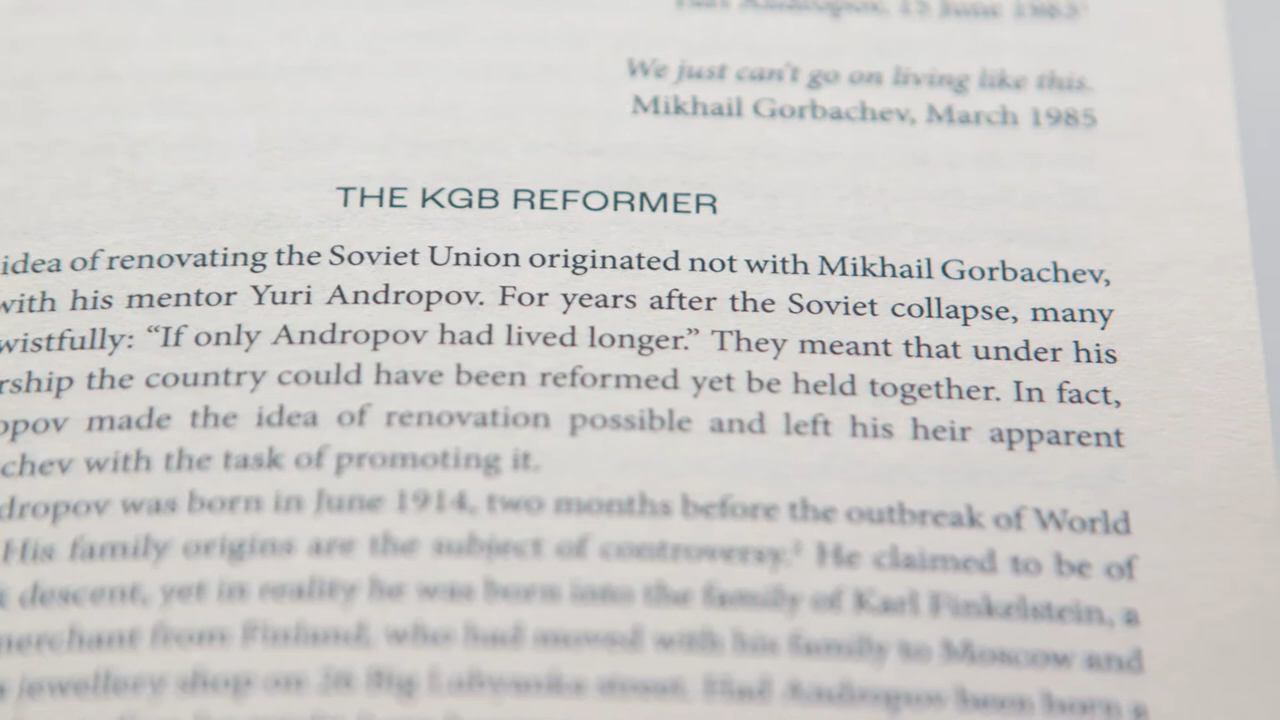 Yuri Andropov, 15 June 1983
We just can't go on living like this.
Mikhail Gorbachev, March 1985
THE KGB REFORMER
idea of renovating the Soviet Union originated not with Mikhail Gorbachev,
with his mentor Yuri Andropov. For years after the Soviet collapse, many
wistfully: “If only Andropov had lived longer.” They meant that under his
rship the country could have been reformed yet be held together. In fact,
opov made the idea of renovation possible and left his heir apparent
chev with the task of promoting it.
dropov was born in June 1914, two months before the outbreak of World
His family origins are the subject of controversy. He claimed to be of
descent, yet in reality he was born into the family of Karl Finkelstein, a
merchant from Finland, who had moved with his family to Moscow and
jewellery shop on 26 Big Lubyanka street. Had Andropov been born a